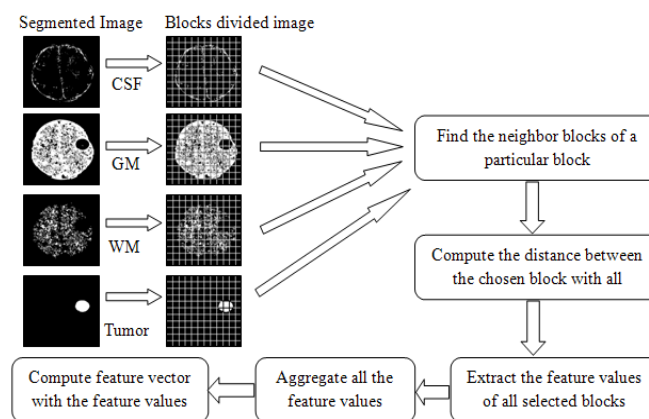 Segmented Image
Blocks divided image
CSF
GM
WM
Tumor
Find the neighbor blocks of a
particular block
Compute the distance between
the chosen block with all
Extract the feature values
of all selected blocks
Aggregate all the
feature values
Compute feature vector
with the feature values